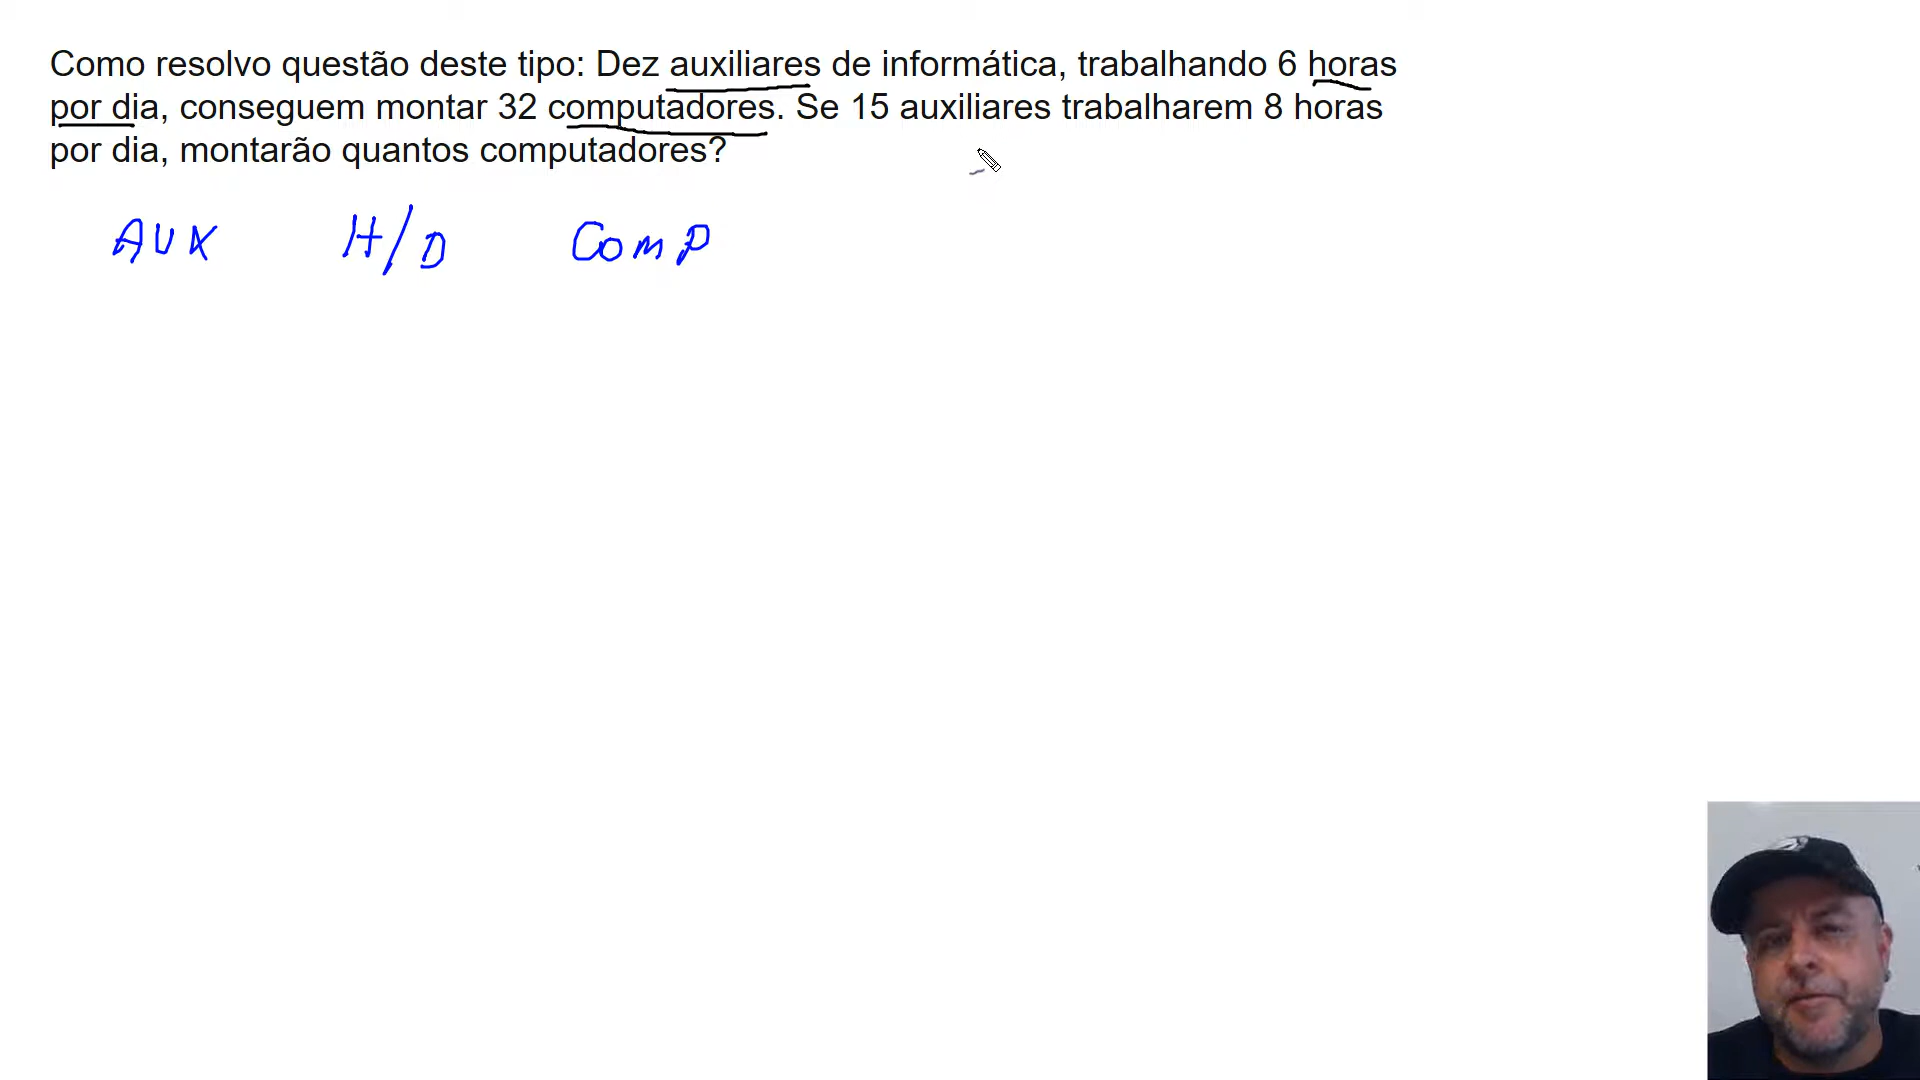 Como resolvo questão deste tipo: Dez auxiliares de informática, trabalhando 6 horas
por dia, conseguem montar 32 computadores. Se 15 auxiliares trabalharem 8 horas
por dia, montarão quantos computadores?
AUX H/D COMP